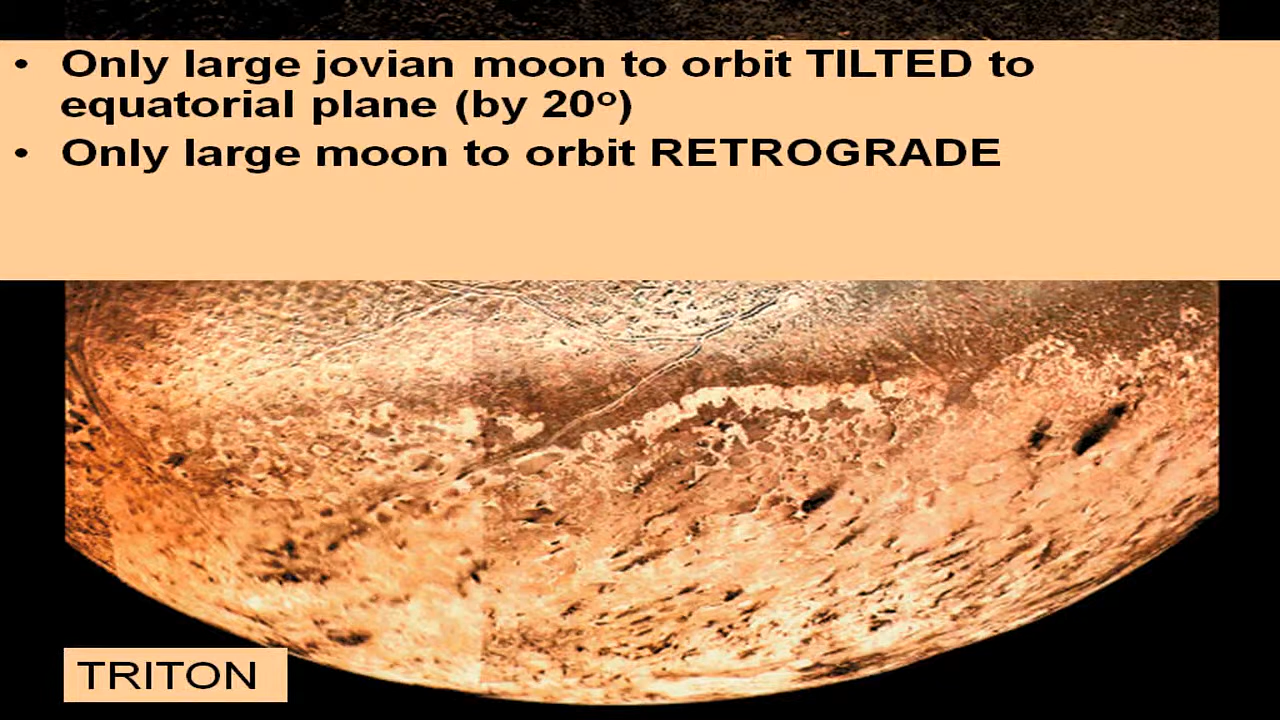 • Only large jovian moon to orbit TILTED to
equatorial plane (by 20º)
• Only large moon to orbit RETROGRADE
TRITON